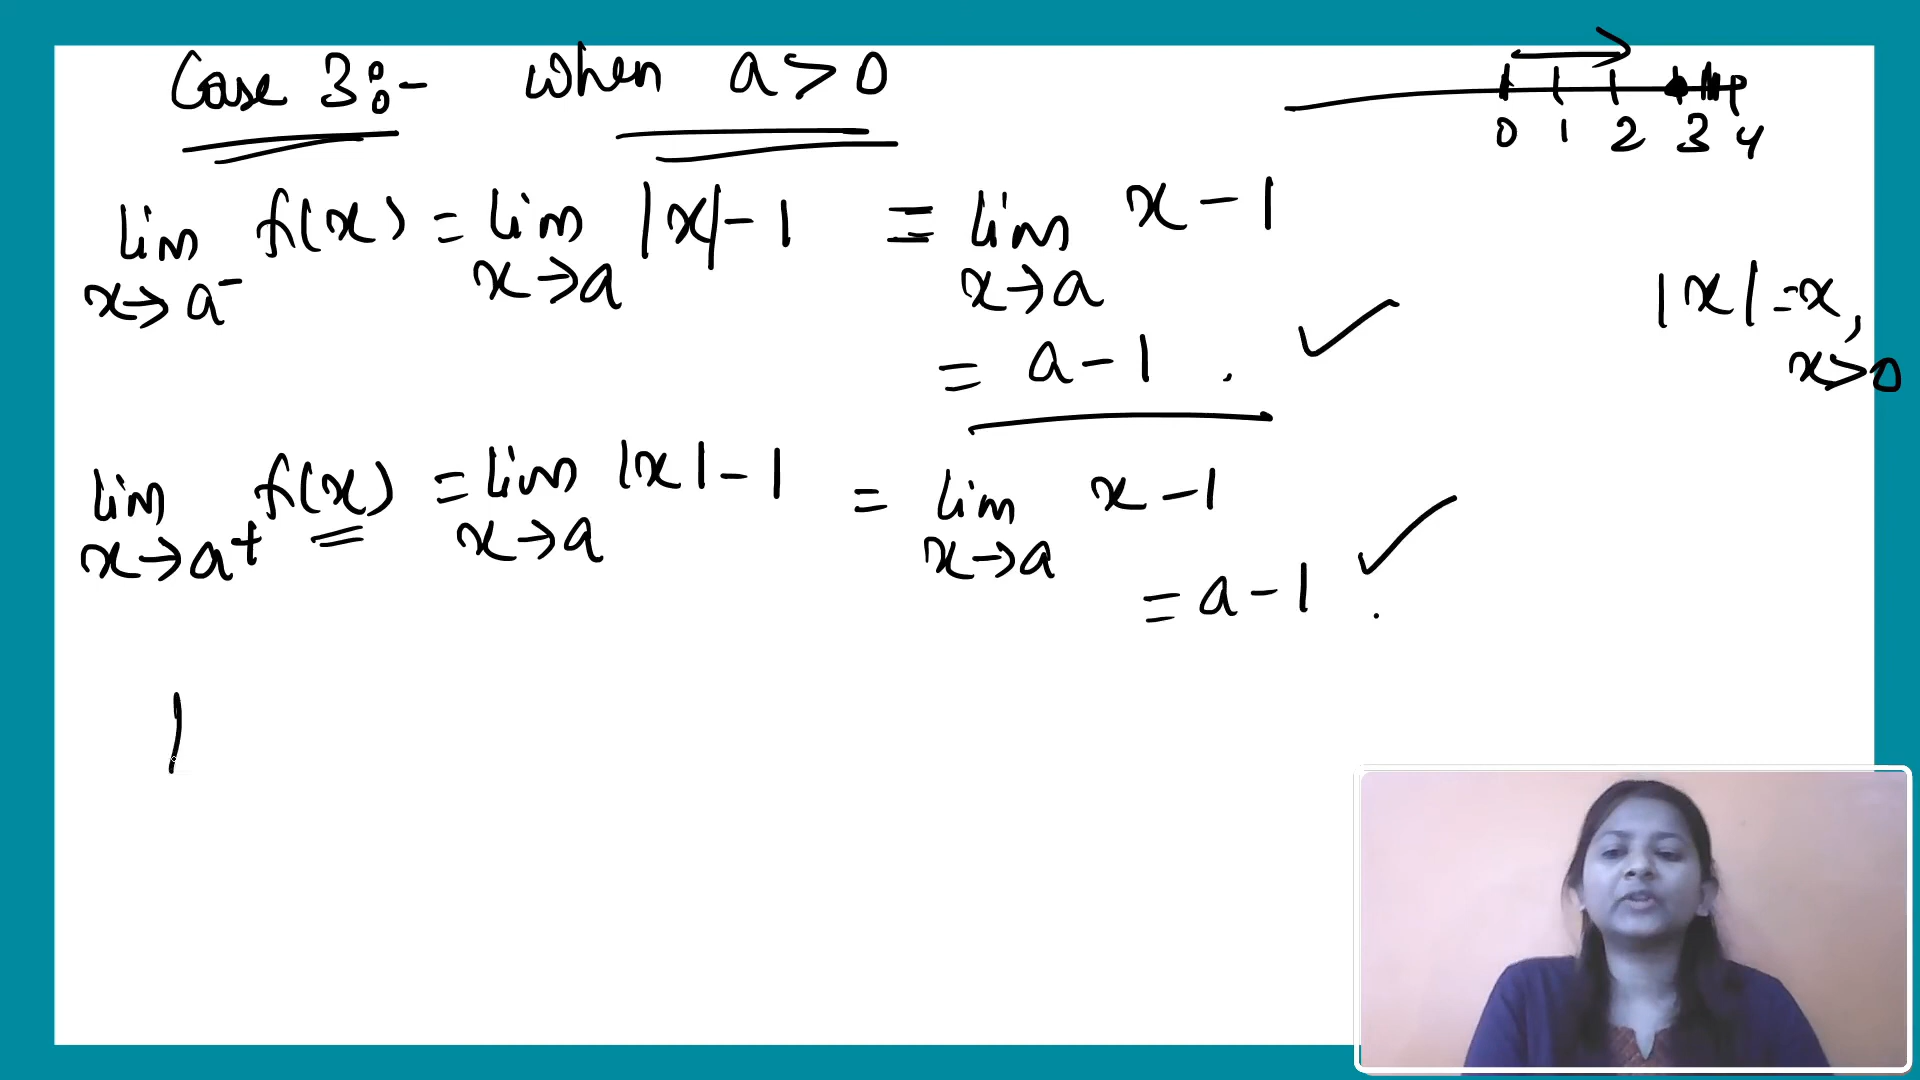 Case 3:- when a>0
0 1 2 3 4
lim x→a⁻ f(x) = lim x→a |x|-1 = lim x→a x-1
|x|=x, x>0
= a-1.
lim x→a⁺ f(x) = lim x→a |x|-1 = lim x→a x-1
= a-1.